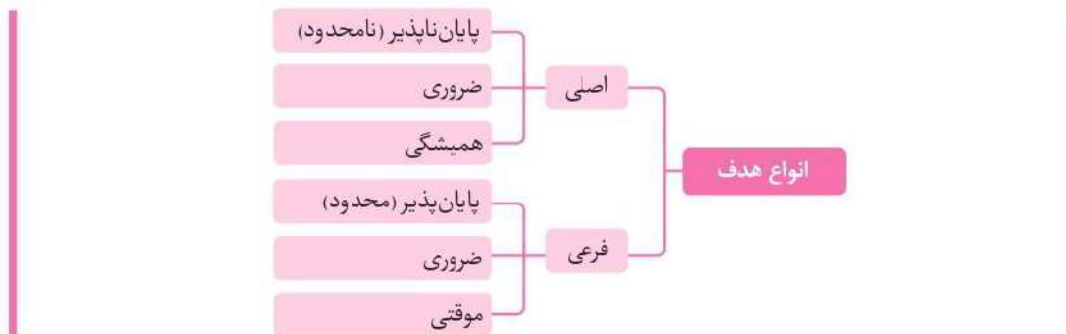 انواع هدف
اصلی
پایان‌ناپذیر (نامحدود)
ضروری
همیشگی
فرعی
پایان‌پذیر (محدود)
ضروری
موقتی